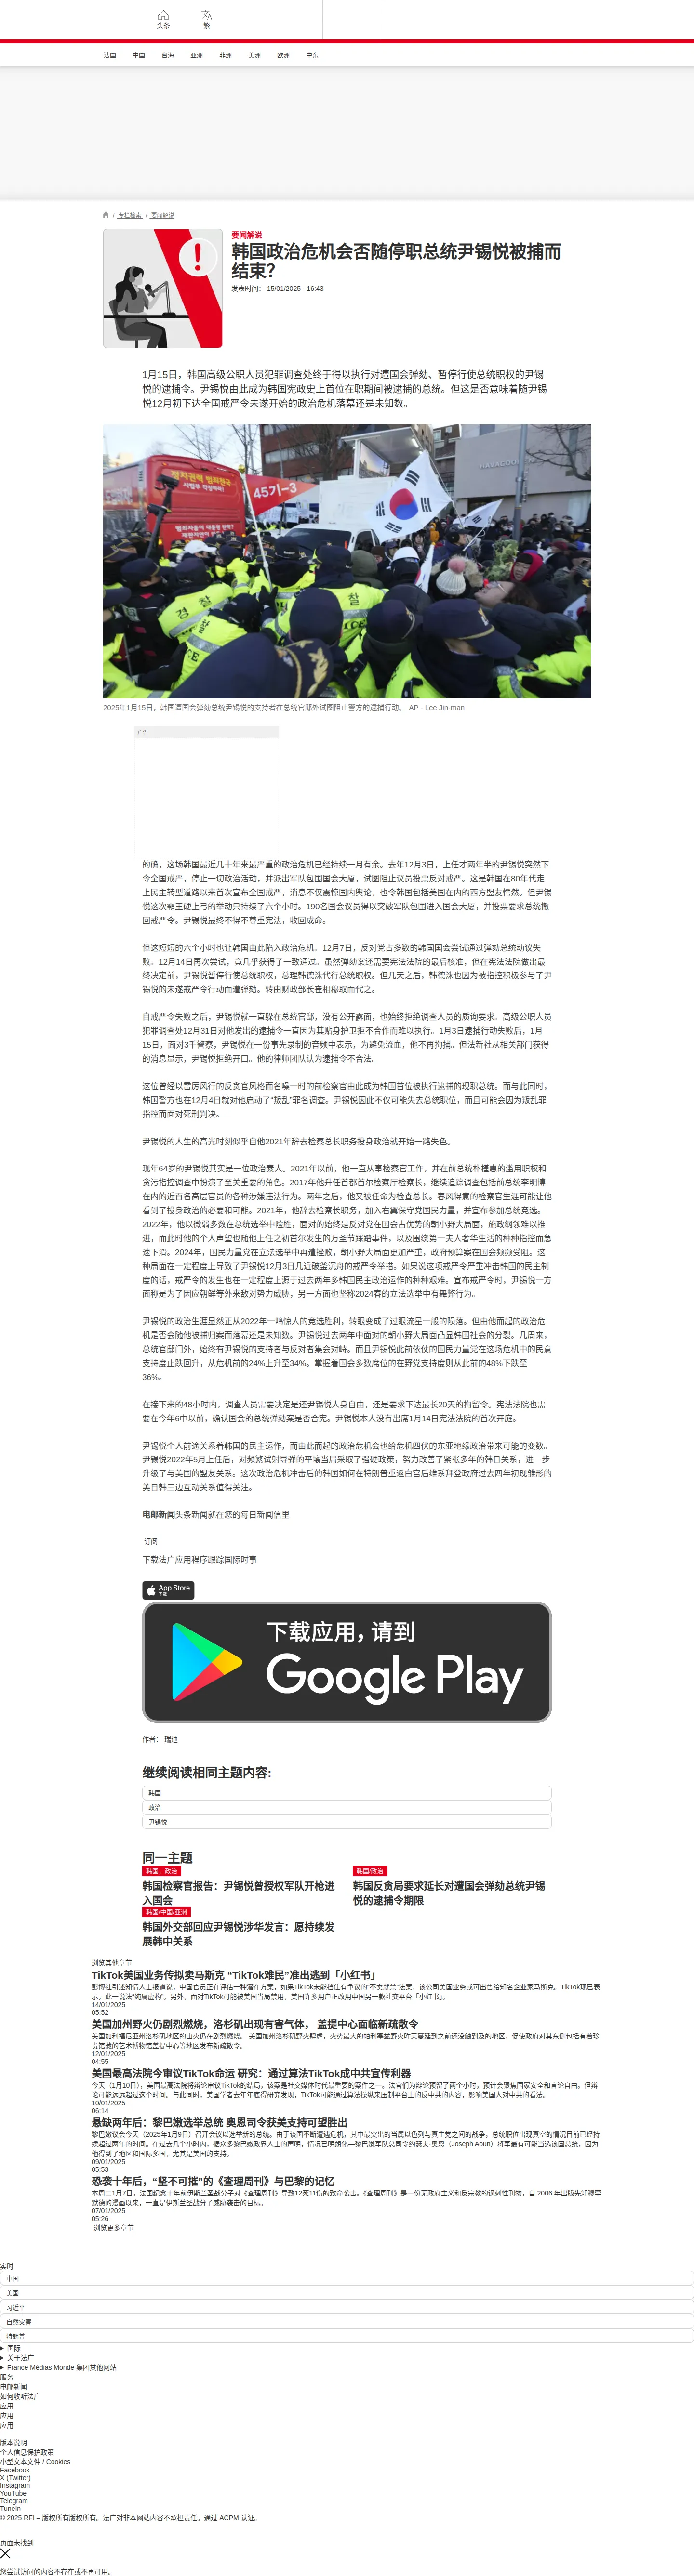 头条
繁
法国
中国
台海
亚洲
非洲
美洲
欧洲
中东
/ 专栏检索 / 要闻解说
要闻解说
韩国政治危机会否随停职总统尹锡悦被捕而
结束?
发表时间： 15/01/2025 - 16:43
1月15日，韩国高级公职人员犯罪调查处终于得以执行对遭国会弹劾、暂停行使总统职权的尹锡
悦的逮捕令。尹锡悦由此成为韩国宪政史上首位在职期间被逮捕的总统。但这是否意味着随尹锡
悦12月初下达全国戒严令未遂开始的政治危机落幕还是未知数。
45기-3
HAVAGOOK
경찰
2025年1月15日，韩国遭国会弹劾总统尹锡悦的支持者在总统官邸外试图阻止警方的逮捕行动。 AP - Lee Jin-man
广告
的确，这场韩国最近几十年来最严重的政治危机已经持续一月有余。去年12月3日，上任才两年半的尹锡悦突然下
令全国戒严，停止一切政治活动，并派出军队包围国会大厦，试图阻止议员投票反对戒严。这是韩国在80年代走
上民主转型道路以来首次宣布全国戒严，消息不仅震惊国内舆论，也令韩国包括美国在内的西方盟友愕然。但尹锡
悦这次霸王硬上弓的举动只持续了六个小时。190名国会议员得以突破军队包围进入国会大厦，并投票要求总统撤
回戒严令。尹锡悦最终不得不尊重宪法，收回成命。
但这短短的六个小时也让韩国由此陷入政治危机。12月7日，反对党占多数的韩国国会尝试通过弹劾总统动议失
败。12月14日再次尝试，竟几乎获得了一致通过。虽然弹劾案还需要宪法法院的最后核准，但在宪法法院做出最
终决定前，尹锡悦暂停行使总统职权，总理韩德洙代行总统职权。但几天之后，韩德洙也因为被指控积极参与了尹
锡悦的未遂戒严令行动而遭弹劾。转由财政部长崔相穆取而代之。
自戒严令失败之后，尹锡悦就一直躲在总统官邸，没有公开露面，也始终拒绝调查人员的质询要求。高级公职人员
犯罪调查处12月31日对他发出的逮捕令一直因为其贴身护卫拒不合作而难以执行。1月3日逮捕行动失败后，1月
15日，面对3千警察，尹锡悦在一份事先录制的音频中表示，为避免流血，他不再拘捕。但法新社从相关部门获得
的消息显示，尹锡悦拒绝开口。他的律师团队认为逮捕令不合法。
这位曾经以雷厉风行的反贪官风格而名噪一时的前检察官由此成为韩国首位被执行逮捕的现职总统。而与此同时，
韩国警方也在12月4日就对他启动了“叛乱”罪名调查。尹锡悦因此不仅可能失去总统职位，而且可能会因为叛乱罪
指控而面对死刑判决。
尹锡悦的人生的高光时刻似乎自他2021年辞去检察总长职务投身政治就开始一路失色。
现年64岁的尹锡悦其实是一位政治素人。2021年以前，他一直从事检察官工作，并在前总统朴槿惠的滥用职权和
贪污指控调查中扮演了至关重要的角色。2017年他升任首都首尔检察厅检察长，继续追踪调查包括前总统李明博
在内的近百名高层官员的各种涉嫌违法行为。两年之后，他又被任命为检查总长。春风得意的检察官生涯可能让他
看到了投身政治的必要和可能。2021年，他辞去检察长职务，加入右翼保守党国民力量，并宣布参加总统竞选。
2022年，他以微弱多数在总统选举中险胜，面对的始终是反对党在国会占优势的朝小野大局面，施政纲领难以推
进，而此时他的个人声望也随他上任之初首尔发生的万圣节踩踏事件，以及围绕第一夫人奢华生活的种种指控而急
速下滑。2024年，国民力量党在立法选举中再遭挫败，朝小野大局面更加严重，政府预算案在国会频频受阻。这
种局面在一定程度上导致了尹锡悦12月3日几近破釜沉舟的戒严令举措。如果说这项戒严令严重冲击韩国的民主制
度的话，戒严令的发生也在一定程度上源于过去两年多韩国民主政治运作的种种艰难。宣布戒严令时，尹锡悦一方
面称是为了因应朝鲜等外来敌对势力威胁，另一方面也坚称2024春的立法选举中有舞弊行为。
尹锡悦的政治生涯显然正从2022年一鸣惊人的竞选胜利，转眼变成了过眼流星一般的陨落。但由他而起的政治危
机是否会随他被捕归案而落幕还是未知数。尹锡悦过去两年中面对的朝小野大局面凸显韩国社会的分裂。几周来，
总统官邸门外，始终有尹锡悦的支持者与反对者集会对峙。而且尹锡悦此前依仗的国民力量党在这场危机中的民意
支持度止跌回升，从危机前的24%上升至34%。掌握着国会多数席位的在野党支持度则从此前的48%下跌至
36%。
在接下来的48小时内，调查人员需要决定是还尹锡悦人身自由，还是要求下达最长20天的拘留令。宪法法院也需
要在今年6中以前，确认国会的总统弹劾案是否合宪。尹锡悦本人没有出席1月14日宪法法院的首次开庭。
尹锡悦个人前途关系着韩国的民主运作，而由此而起的政治危机也给危机四伏的东亚地缘政治带来可能的变数。
尹锡悦2022年5月上任后，对频繁试射导弹的平壤当局采取了强硬政策，努力改善了紧张多年的韩日关系，进一步
升级了与美国的盟友关系。这次政治危机冲击后的韩国如何在特朗普重返白宫后维系拜登政府过去四年初现雏形的
美日韩三边互动关系值得关注。
电邮新闻头条新闻就在您的每日新闻信里
订阅
下载法广应用程序跟踪国际时事
App Store
下载
下载应用，请到
Google Play
作者： 瑞迪
继续阅读相同主题内容:
韩国
政治
尹锡悦
同一主题
韩国，政治
韩国检察官报告：尹锡悦曾授权军队开枪进
入国会
韩国/政治
韩国反贪局要求延长对遭国会弹劾总统尹锡
悦的逮捕令期限
韩国/中国/亚洲
韩国外交部回应尹锡悦涉华发言：愿持续发
展韩中关系
浏览其他章节
TikTok美国业务传拟卖马斯克 “TikTok难民”准出逃到「小红书」
彭博社引述知情人士报道说，中国官员正在评估一种潜在方案，如果TikTok未能挡住有争议的“不卖就禁”法案，该公司美国业务或可出售给知名企业家马斯克。TikTok现已表
示，此一说法“纯属虚构”。另外，面对TikTok可能被美国当局禁用，美国许多用户正改用中国另一款社交平台「小红书」。
14/01/2025
05:52
美国加州野火仍剧烈燃烧，洛杉矶出现有害气体， 盖提中心面临新疏散令
美国加利福尼亚州洛杉矶地区的山火仍在剧烈燃烧。 美国加州洛杉矶野火肆虐，火势最大的帕利塞兹野火昨天蔓延到之前还没触到及的地区，促使政府对其东侧包括有着珍
贵馆藏的艺术博物馆盖提中心等地区发布新疏散令。
12/01/2025
04:55
美国最高法院今审议TikTok命运 研究：通过算法TikTok成中共宣传利器
今天（1月10日），美国最高法院将辩论审议TikTok的结局，该案是社交媒体时代最重要的案件之一。法官们为辩论预留了两个小时，预计会聚焦国家安全和言论自由。但辩
论可能远远超过这个时间。与此同时，美国学者去年年底得研究发现，TikTok可能通过算法操纵来压制平台上的反中共的内容，影响美国人对中共的看法。
10/01/2025
06:14
悬缺两年后：黎巴嫩选举总统 奥恩司令获美支持可望胜出
黎巴嫩议会今天（2025年1月9日）召开会议以选举新的总统。由于该国不断遭遇危机，其中最突出的当属以色列与真主党之间的战争，总统职位出现真空的情况目前已经持
续超过两年的时间。在过去几个小时内，据众多黎巴嫩政界人士的声明，情况已明朗化—黎巴嫩军队总司令约瑟夫·奥恩（Joseph Aoun）将军最有可能当选该国总统，因为
他得到了地区和国际多国，尤其是美国的支持。
09/01/2025
05:53
恐袭十年后，“坚不可摧”的《查理周刊》与巴黎的记忆
本周二1月7日，法国纪念十年前伊斯兰圣战分子对《查理周刊》导致12死11伤的致命袭击。《查理周刊》是一份无政府主义和反宗教的讽刺性刊物，自 2006 年出版先知穆罕
默德的漫画以来，一直是伊斯兰圣战分子威胁袭击的目标。
07/01/2025
05:26
浏览更多章节
实时
中国
美国
习近平
自然灾害
特朗普
国际
关于法广
France Médias Monde 集团其他网站
服务
电邮新闻
如何收听法广
应用
应用
应用
版本说明
个人信息保护政策
小型文本文件 / Cookies
Facebook
X (Twitter)
Instagram
YouTube
Telegram
TuneIn
© 2025 RFI – 版权所有版权所有。法广对非本网站内容不承担责任。通过 ACPM 认证。
页面未找到
您尝试访问的内容不存在或不再可用。